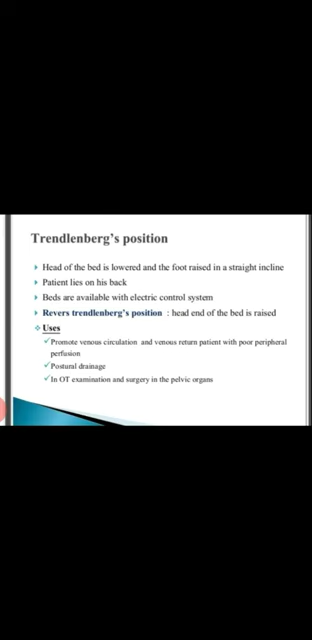 Trendlenberg's position
Head of the bed is lowered and the foot raised in a straight incline
Patient lies on his back
Beds are available with electric control system
Revers trendlenberg's position : head end of the bed is raised
Uses
Promote venous circulation and venous return patient with poor peripheral
perfusion
Postural drainage
In OT examination and surgery in the pelvic organs